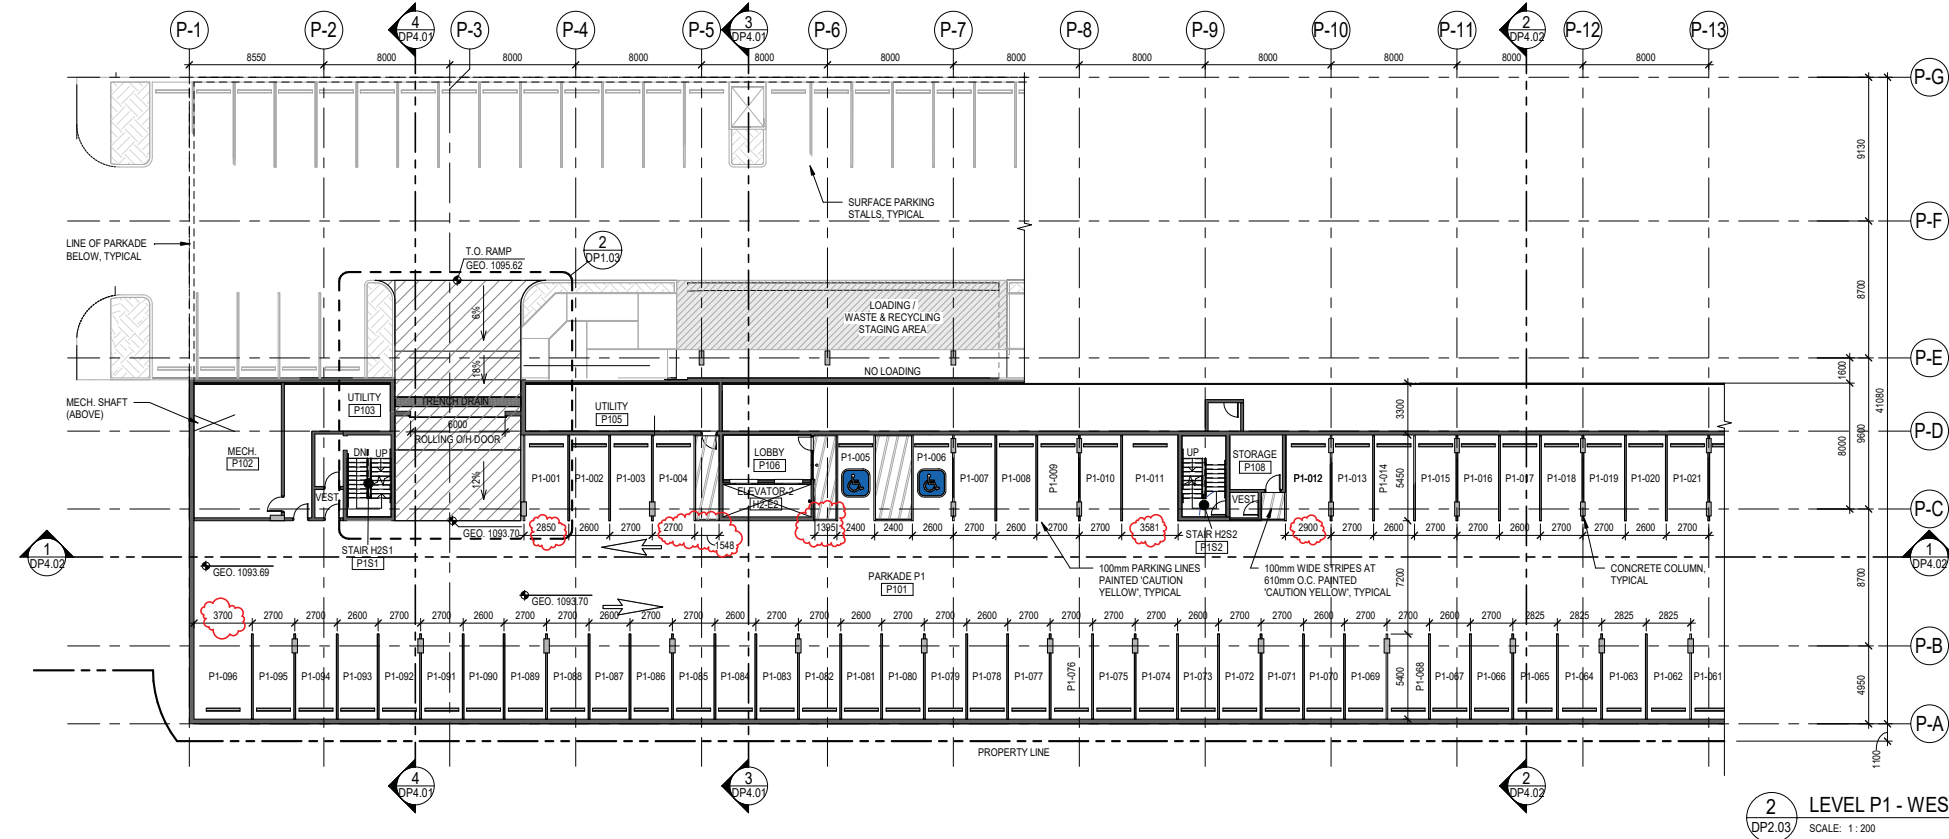 P-1 P-2 4 DP4.01 P-3 P-4 P-5 3 DP4.01 P-6 P-7 P-8 P-9 P-10 P-11 2 DP4.02 P-12 P-13
8550 8000 8000 8000 8000 8000 8000 8000 8000 8000 8000 8000
P-G
9130
SURFACE PARKING
STALLS, TYPICAL
P-F
LINE OF PARKADE
BELOW, TYPICAL
T.O. RAMP
GEO. 1095.62
2
DP1.03
8700
6%
LOADING /
WASTE & RECYCLING
STAGING AREA
P-E
18%
NO LOADING
1600
41080
MECH. SHAFT
(ABOVE)
UTILITY
P103
TRENCH DRAIN
UTILITY
P105
3300
6000
ROLLING O/H DOOR
P-D
8000
9600
MECH.
P102
DN UP
12%
LOBBY
P106
UP
STORAGE
P108
P1-001 P1-002 P1-003 P1-004 P1-005 P1-006 P1-007 P1-008 P1-009 P1-010 P1-011 P1-012 P1-013 P1-014 5450 P1-015 P1-016 P1-017 P1-018 P1-019 P1-020 P1-021
VEST.
ELEVATOR-2
H2-E2
VEST.
P-C
GEO. 1093.70
2850 2600 2700 2700 1548 1395 2400 2400 2600 2700 2600 2700 2700 3581 2900 2700 2600 2700 2700 2600 2700 2700 2600 2700
STAIR H2S1
P1S1
STAIR H2S2
P1S2
1
DP4.02
1
DP4.02
GEO. 1093.69
PARKADE P1
P101
100mm PARKING LINES
PAINTED 'CAUTION
YELLOW', TYPICAL
100mm WIDE STRIPES AT
610mm O.C. PAINTED
'CAUTION YELLOW', TYPICAL
7200
CONCRETE COLUMN,
TYPICAL
8700
GEO. 1093.70
3700 2700 2700 2700 2600 2700 2700 2600 2700 2700 2600 2700 2700 2600 2700 2700 2600 2700 2600 2700 2700 2700 2600 2700 2700 2600 2700 2700 2600 2700 2600 2825 2825 2825 2825
P-B
P1-096 P1-095 P1-094 P1-093 P1-092 P1-091 P1-090 P1-089 P1-088 P1-087 P1-086 P1-085 P1-084 P1-083 P1-082 P1-081 P1-080 P1-079 P1-078 P1-077 P1-076 P1-075 P1-074 P1-073 P1-072 P1-071 P1-070 P1-069 5400 P1-068 P1-067 P1-066 P1-065 P1-064 P1-063 P1-062 P1-061
4950
P-A
PROPERTY LINE
1100
4
DP4.01
3
DP4.01
2
DP4.02
2
DP2.03
LEVEL P1 - WES
SCALE: 1 : 200